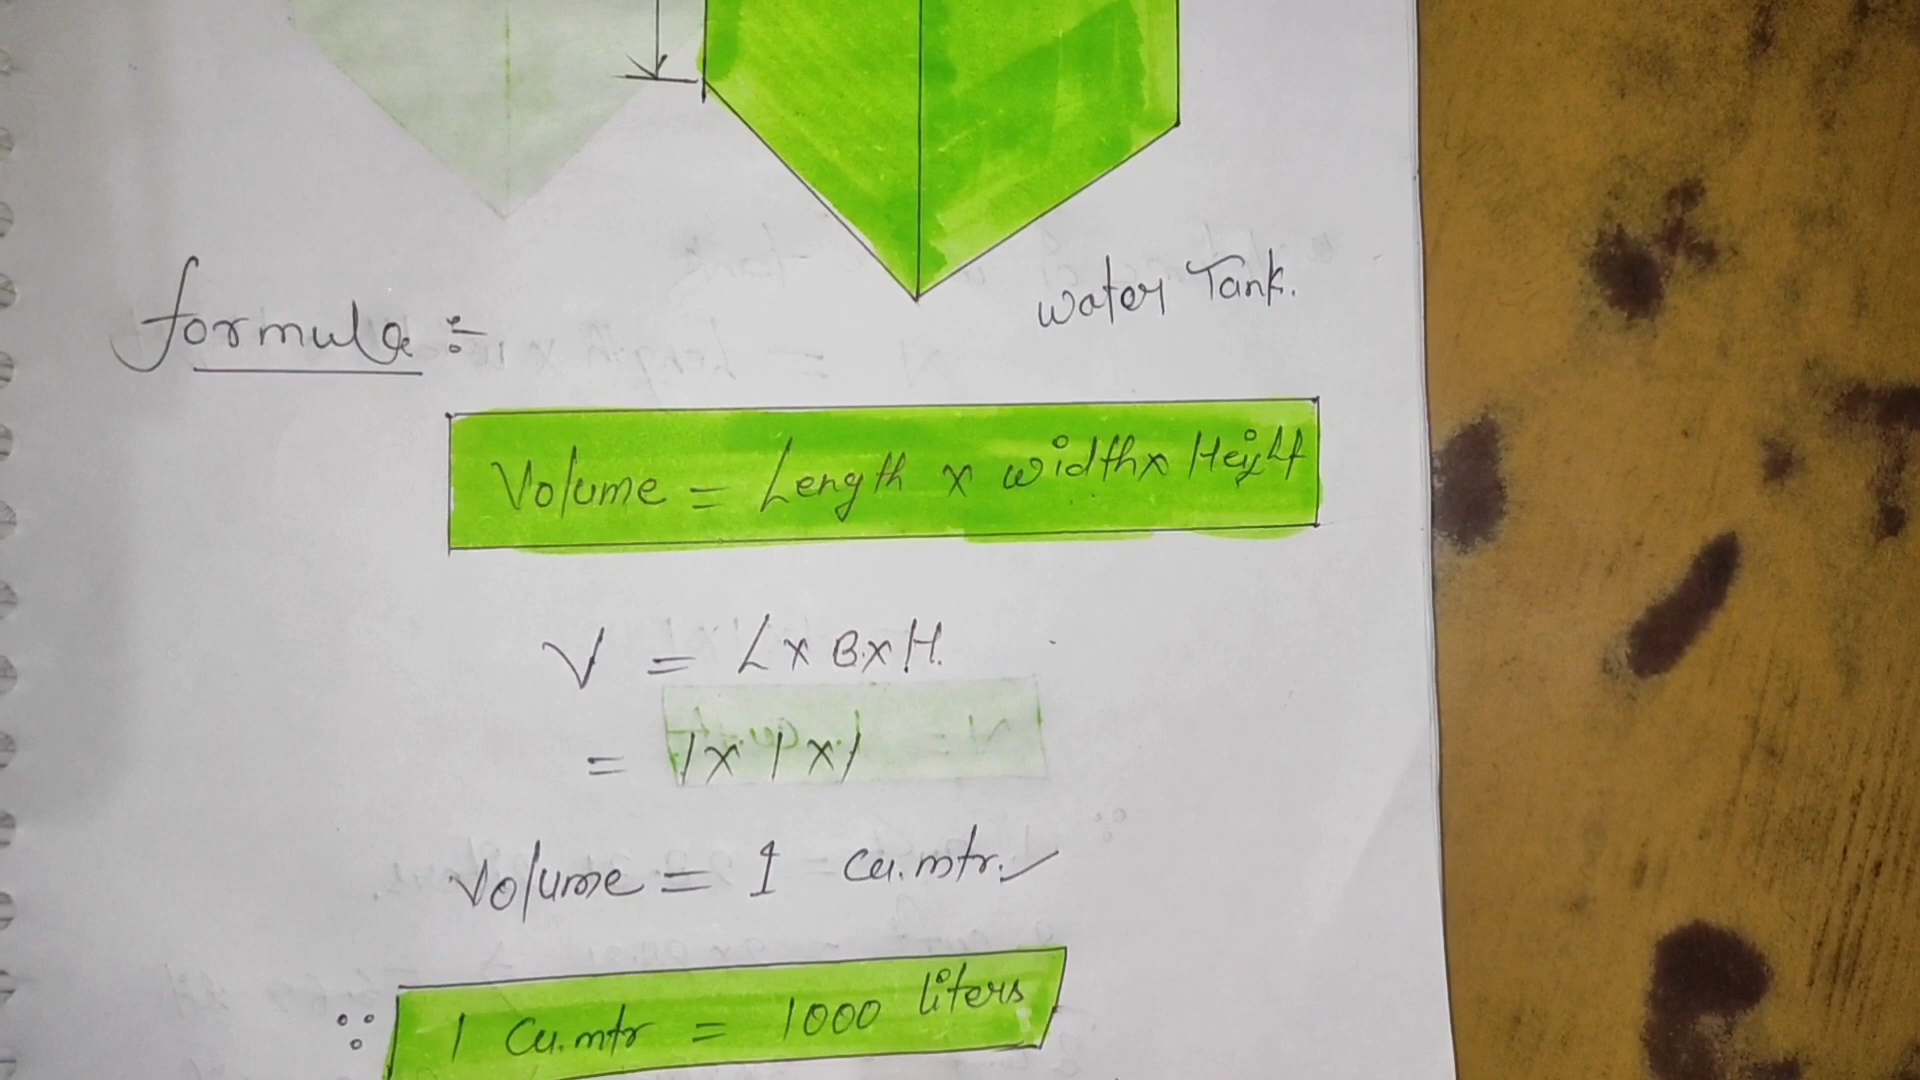 Water Tank.
formula :-
Volume = Length x width x Height
V = L x B x H.
= 1 x 1 x 1
Volume = 1 Cu.mtr.
∵ 1 Cu.mtr = 1000 liters